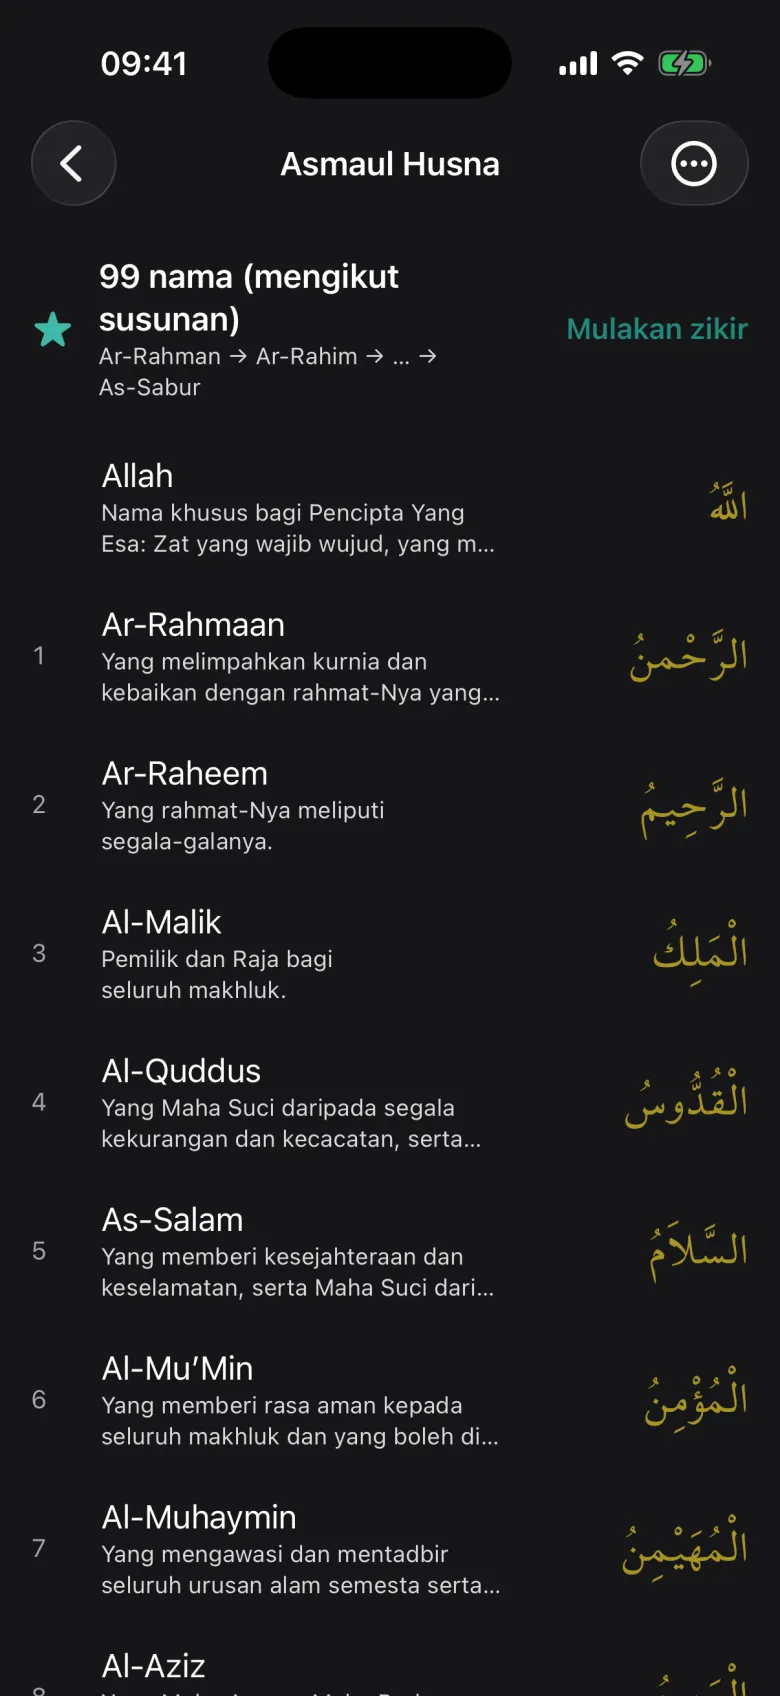 09:41
Asmaul Husna
99 nama (mengikut
susunan)
Ar-Rahman → Ar-Rahim → ... →
As-Sabur
Mulakan zikir
Allah
Nama khusus bagi Pencipta Yang
Esa: Zat yang wajib wujud, yang m...
اللَّهُ
1
Ar-Rahmaan
Yang melimpahkan kurnia dan
kebaikan dengan rahmat-Nya yang...
الرَّحْمنُ
2
Ar-Raheem
Yang rahmat-Nya meliputi
segala-galanya.
الرَّحِيمُ
3
Al-Malik
Pemilik dan Raja bagi
seluruh makhluk.
الْمَلِكُ
4
Al-Quddus
Yang Maha Suci daripada segala
kekurangan dan kecacatan, serta...
الْقُدُّوسُ
5
As-Salam
Yang memberi kesejahteraan dan
keselamatan, serta Maha Suci dari...
السَّلاَمُ
6
Al-Mu’Min
Yang memberi rasa aman kepada
seluruh makhluk dan yang boleh di...
الْمُؤْمِنُ
7
Al-Muhaymin
Yang mengawasi dan mentadbir
seluruh urusan alam semesta serta...
الْمُهَيْمِنُ
Al-Aziz